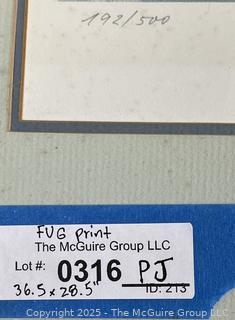 192/500
FUG print
The McGuire Group LLC
Lot #: 0316 PJ
36.5 x 28.5" ID: 213
Copyright 2025 - The McGuire Group LLC